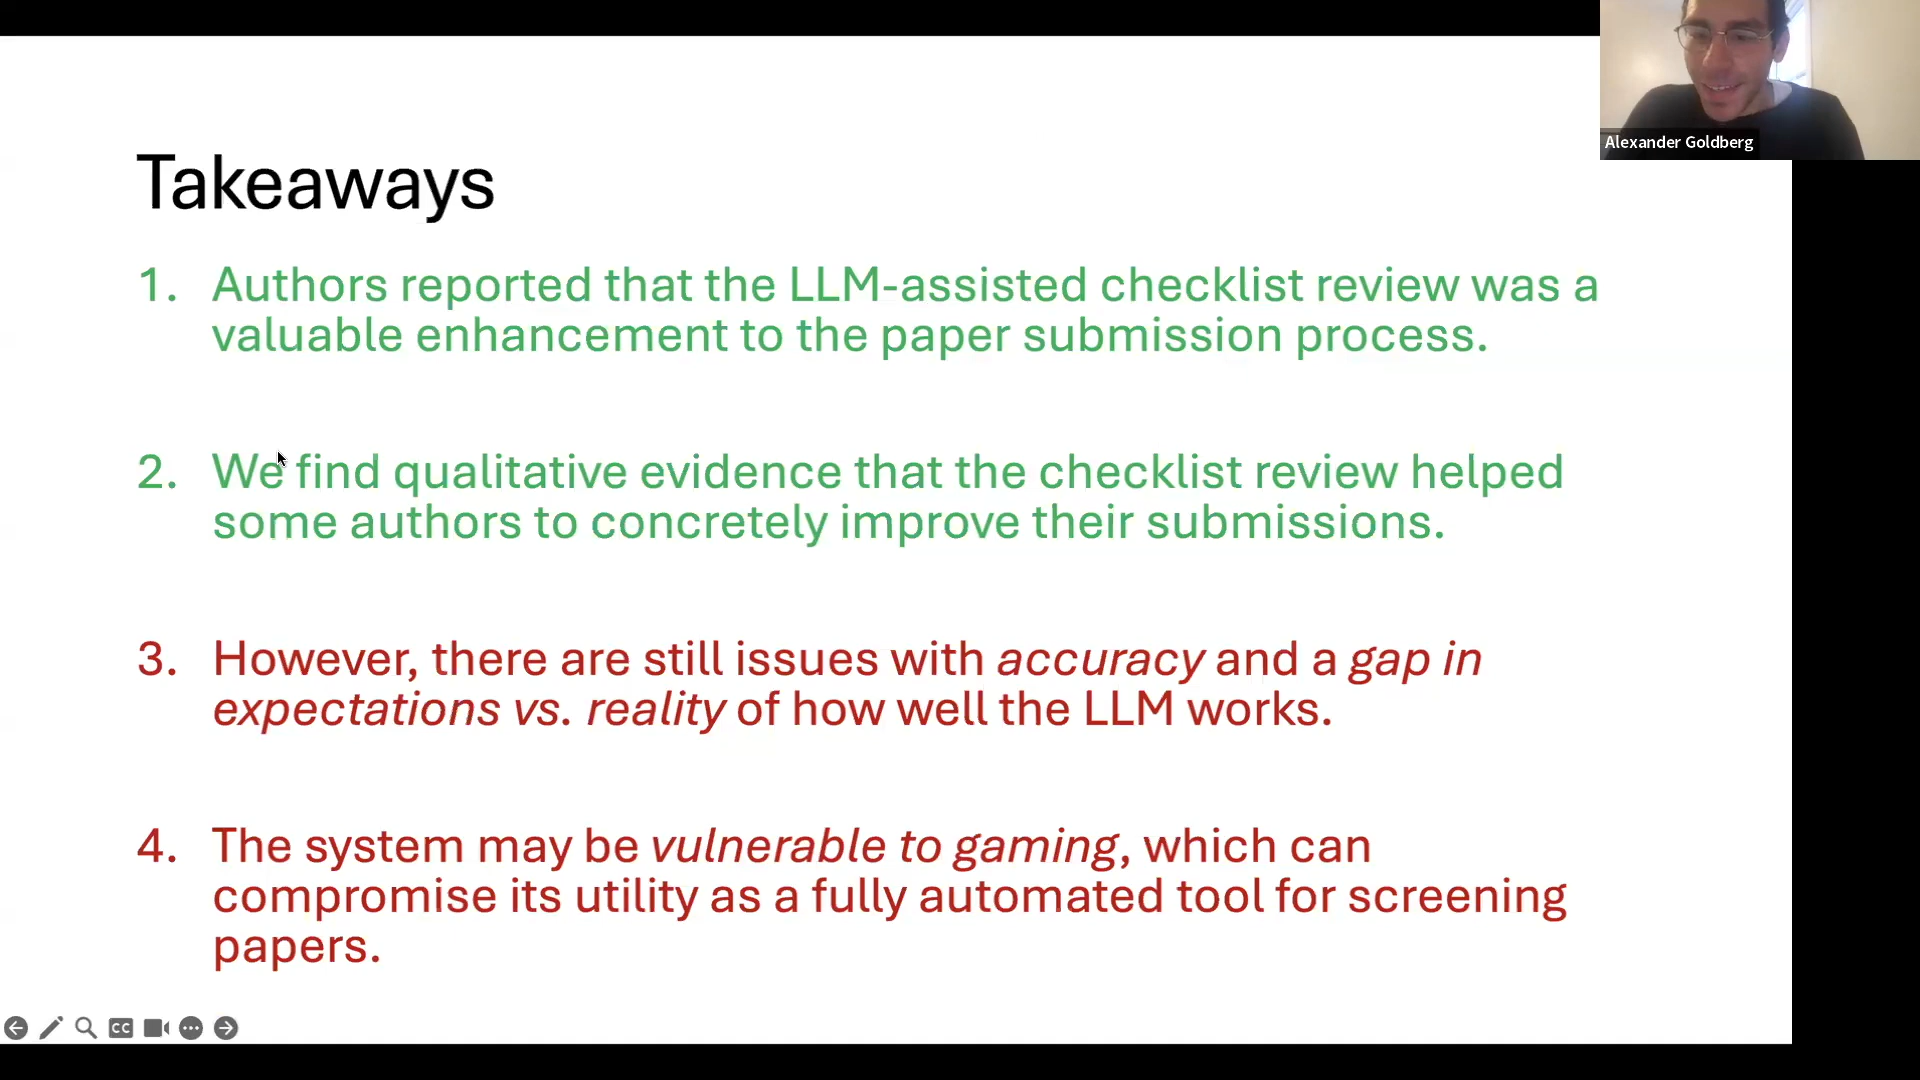 Alexander Goldberg
Takeaways
1. Authors reported that the LLM-assisted checklist review was a
valuable enhancement to the paper submission process.
2. We find qualitative evidence that the checklist review helped
some authors to concretely improve their submissions.
3. However, there are still issues with accuracy and a gap in
expectations vs. reality of how well the LLM works.
4. The system may be vulnerable to gaming, which can
compromise its utility as a fully automated tool for screening
papers.
CC